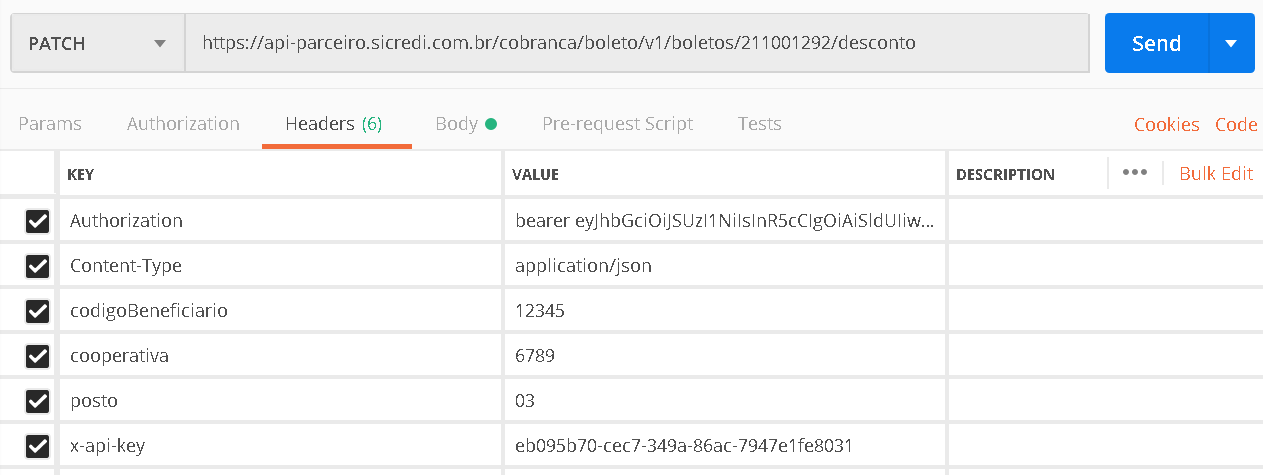 PATCH https://api-parceiro.sicredi.com.br/cobranca/boleto/v1/boletos/211001292/desconto Send
Params Authorization Headers (6) Body Pre-request Script Tests Cookies Code
KEY VALUE DESCRIPTION ••• Bulk Edit
Authorization bearer eyJhbGciOiJSUzI1NiIsInR5cCIgOiAiSldUIiw...
Content-Type application/json
codigoBeneficiario 12345
cooperativa 6789
posto 03
x-api-key eb095b70-cec7-349a-86ac-7947e1fe8031